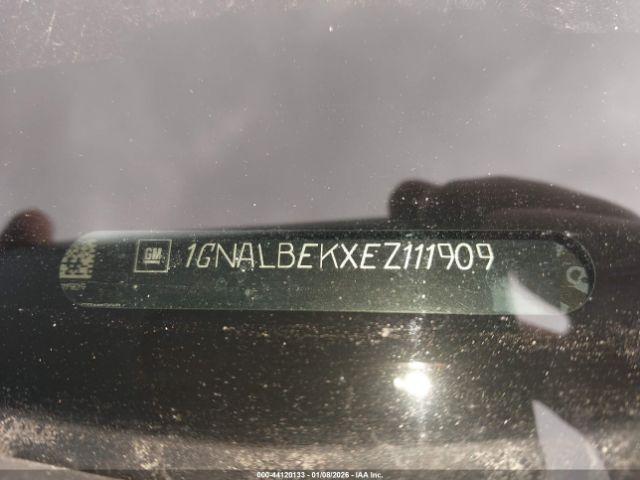 GM 1GNALBEKXEZ111909
000-44120133 - 01/08/2026 - IAA Inc.